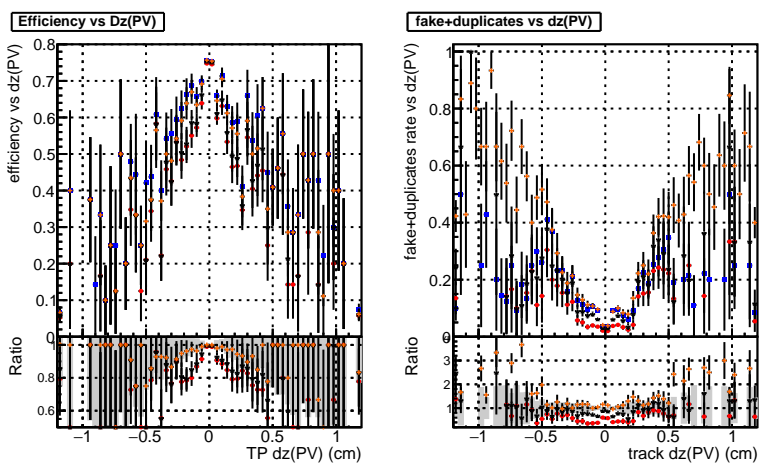 Efficiency vs Dz(PV)
efficiency vs dz(PV)
0.8
0.7
0.6
0.5
0.4
0.3
0.2
0.1
0
Ratio
0.8
0.6
−1 −0.5 0 0.5 1
TP dz(PV) (cm)
fake+duplicates vs dz(PV)
fake+duplicates rate vs dz(PV)
1
0.8
0.6
0.4
0.2
0
Ratio
3
2
1
−1 −0.5 0 0.5 1
track dz(PV) (cm)